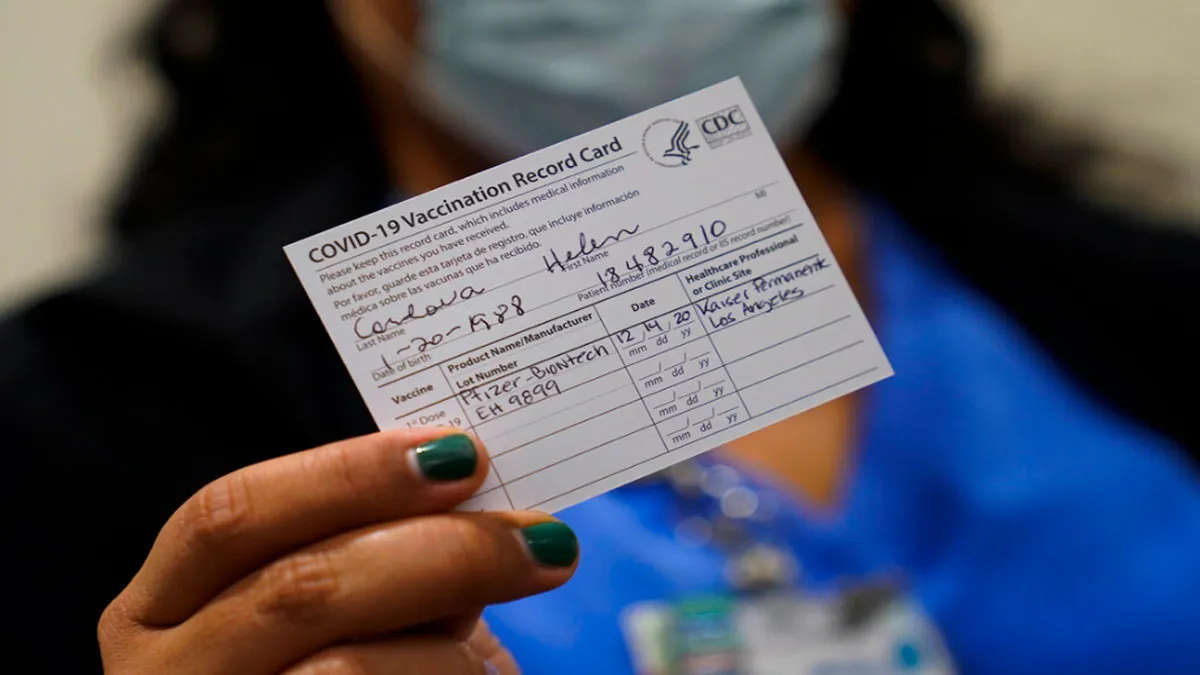 COVID-19 Vaccination Record Card
CDC
Please keep this record card, which includes medical information
about the vaccines you have received.
Por favor, guarde esta tarjeta de registro, que incluye información
médica sobre las vacunas que ha recibido.
Cordova Helen
Last Name First Name MI
1-20-1988 18482910
Date of birth Patient number (medical record or IIS record number)
Vaccine Product Name/Manufacturer Date Healthcare Professional
Lot Number or Clinic Site
1st Dose Pfizer-BioNTech 12/14/20 Kaiser Permanente
19 EH9899 mm dd yy Los Angeles
mm dd yy
mm dd yy
mm dd yy